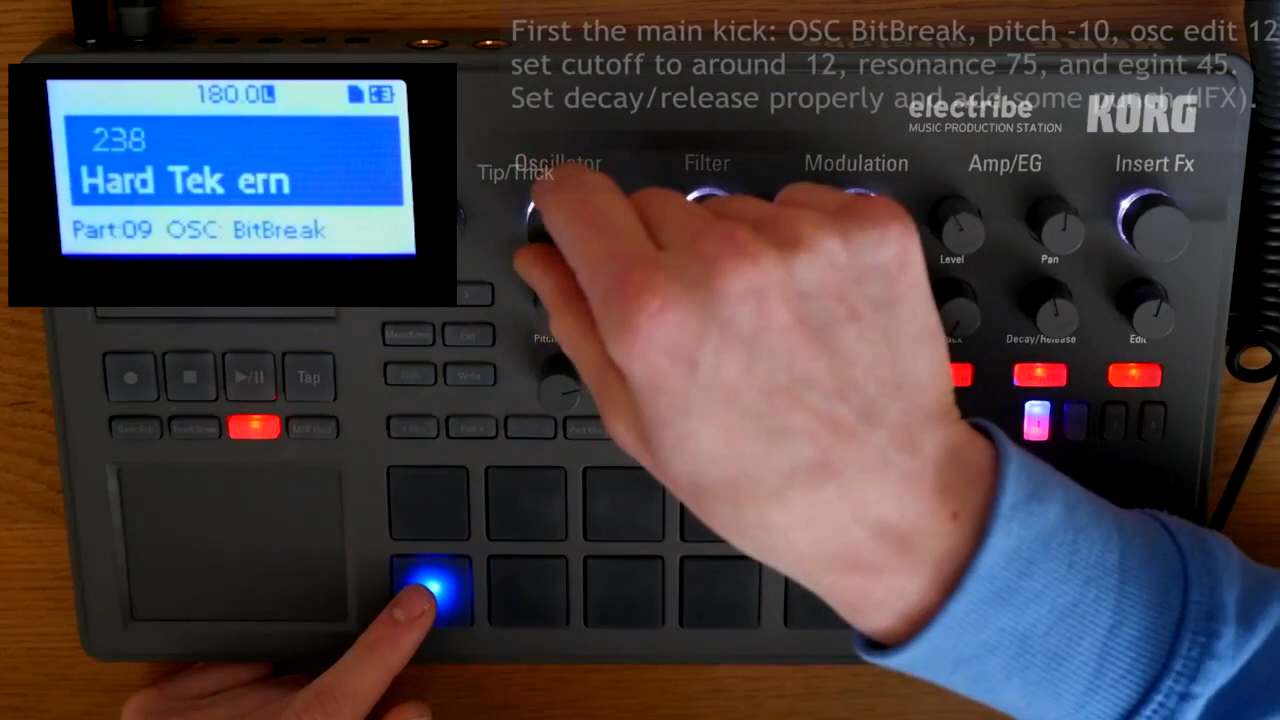 First the main kick: OSC BitBreak, pitch -10, osc edit 12
set cutoff to around 12, resonance 75, and egint 45.
Set decay/release properly and add some punch (IFX).
180.0
238
Hard Tek ern
Part:09 OSC: BitBreak
electribe
MUSIC PRODUCTION STATION
KORG
Tip/Trick
Oscillator
Filter
Modulation
Amp/EG
Insert Fx
Level
Pan
Pitch
Decay/Release
Edit
Exit
Write
Tap